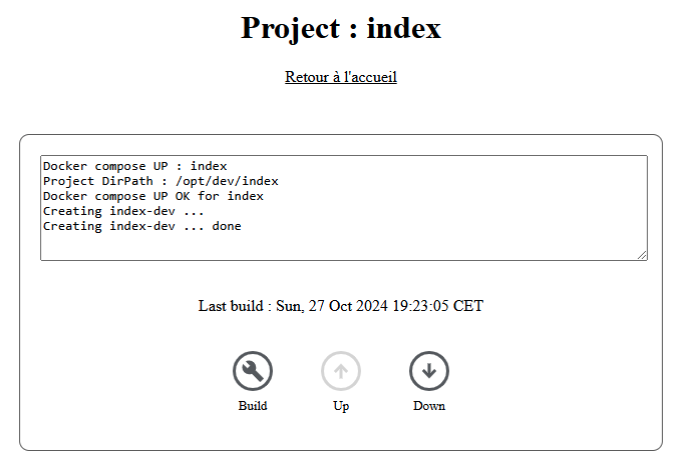 Project : index
Retour à l'accueil
Docker compose UP : index
Project DirPath : /opt/dev/index
Docker compose UP OK for index
Creating index-dev ...
Creating index-dev ... done
Last build : Sun, 27 Oct 2024 19:23:05 CET
Build Up Down